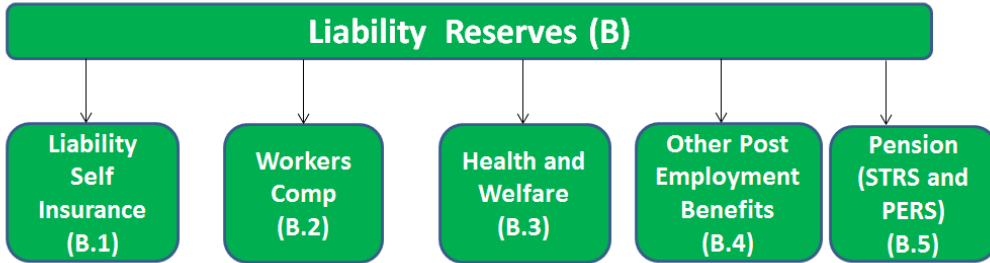 Liability Reserves (B)
Liability
Self
Insurance
(B.1)
Workers
Comp
(B.2)
Health and
Welfare
(B.3)
Other Post
Employment
Benefits
(B.4)
Pension
(STRS and
PERS)
(B.5)